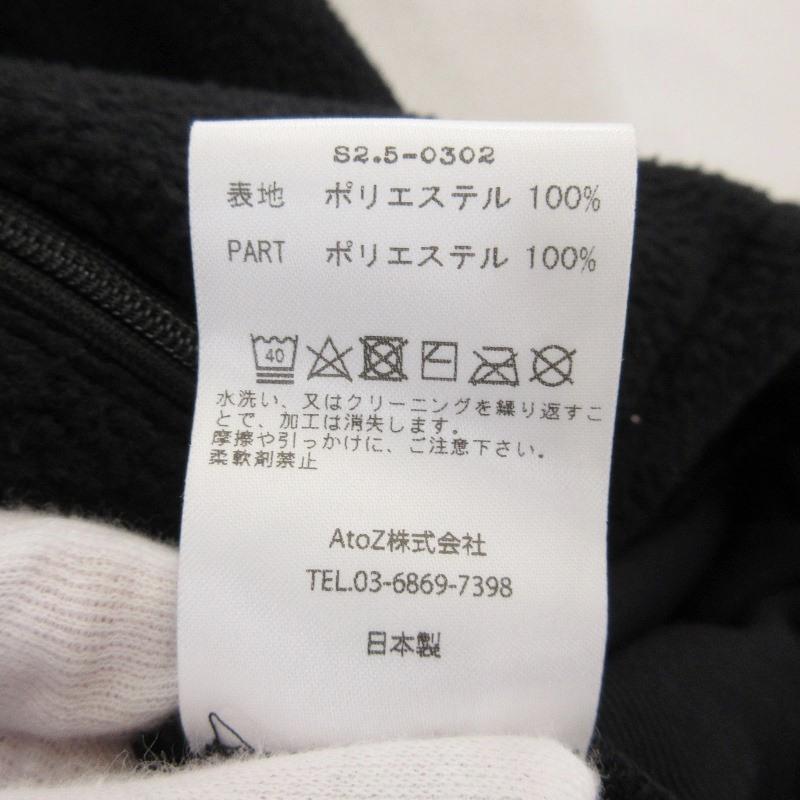 S2.5-0302
表地 ポリエステル 100%
PART ポリエステル 100%
40
水洗い、又はクリーニングを繰り返すこ
とで、加工は消失します。
摩擦や引っかけに、ご注意下さい。
柔軟剤禁止
AtoZ株式会社
TEL.03-6869-7398
日本製